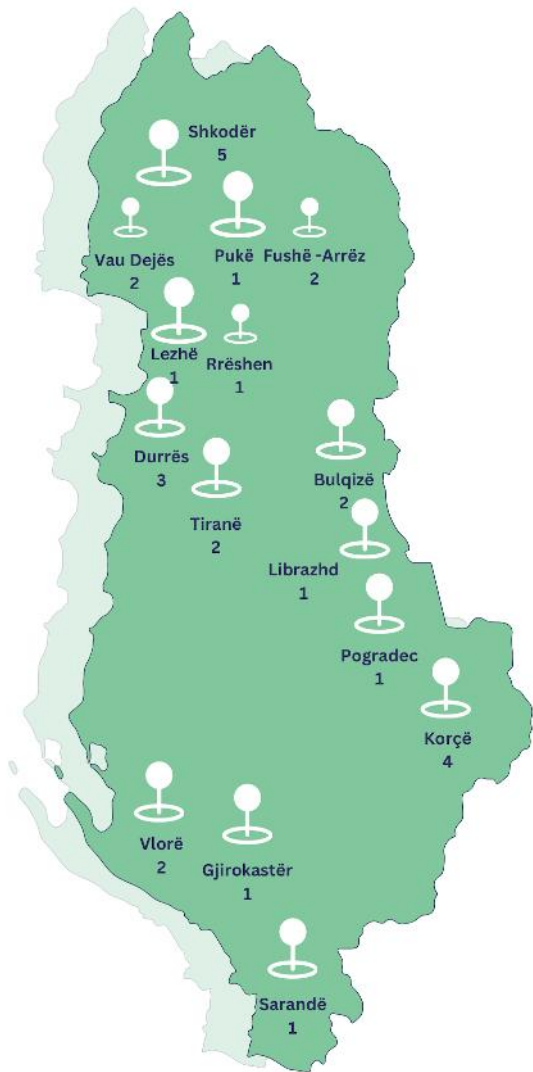 Shkodër
5
Vau Dejës
2
Pukë
1
Fushë -Arrëz
2
Lezhë
1
Rrëshen
1
Durrës
3
Tiranë
2
Bulqizë
2
Librazhd
1
Pogradec
1
Korçë
4
Vlorë
2
Gjirokastër
1
Sarandë
1